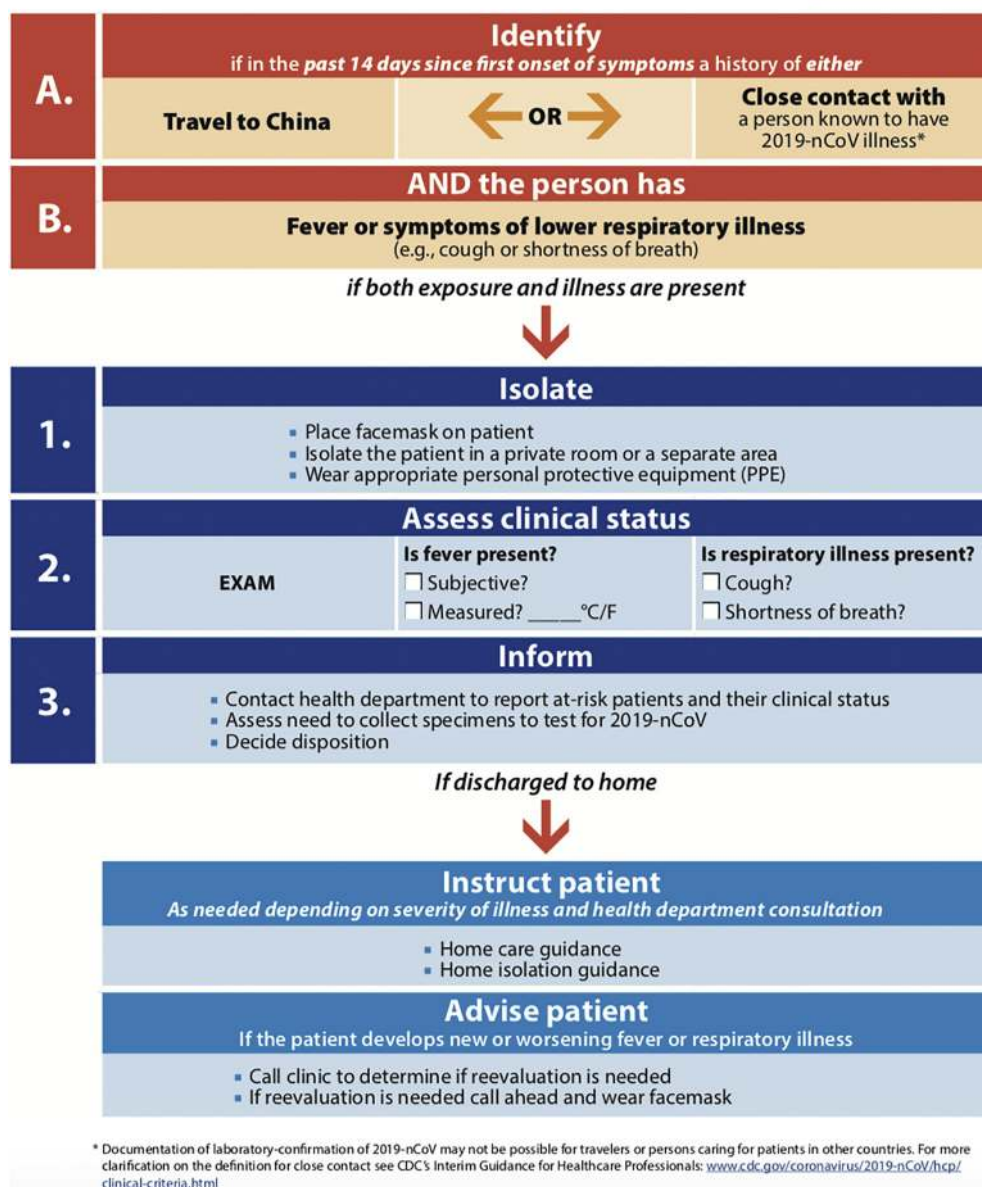 A.
Identify
if in the past 14 days since first onset of symptoms a history of either
Travel to China
OR
Close contact with
a person known to have
2019-nCoV illness*
B.
AND the person has
Fever or symptoms of lower respiratory illness
(e.g., cough or shortness of breath)
if both exposure and illness are present
1.
Isolate
▪ Place facemask on patient
▪ Isolate the patient in a private room or a separate area
▪ Wear appropriate personal protective equipment (PPE)
2.
Assess clinical status
EXAM
Is fever present?
☐ Subjective?
☐ Measured? _____°C/F
Is respiratory illness present?
☐ Cough?
☐ Shortness of breath?
3.
Inform
▪ Contact health department to report at-risk patients and their clinical status
▪ Assess need to collect specimens to test for 2019-nCoV
▪ Decide disposition
If discharged to home
Instruct patient
As needed depending on severity of illness and health department consultation
▪ Home care guidance
▪ Home isolation guidance
Advise patient
If the patient develops new or worsening fever or respiratory illness
▪ Call clinic to determine if reevaluation is needed
▪ If reevaluation is needed call ahead and wear facemask
* Documentation of laboratory-confirmation of 2019-nCoV may not be possible for travelers or persons caring for patients in other countries. For more
clarification on the definition for close contact see CDC's Interim Guidance for Healthcare Professionals: www.cdc.gov/coronavirus/2019-nCoV/hcp/
clinical-criteria.html